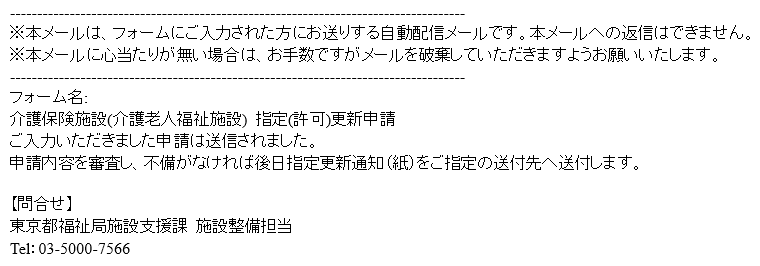 --------------------------------------------------------------------------------
※本メールは、フォームにご入力された方にお送りする自動配信メールです。本メールへの返信はできません。
※本メールに心当たりが無い場合は、お手数ですがメールを破棄していただきますようお願いいたします。
--------------------------------------------------------------------------------
フォーム名:
介護保険施設(介護老人福祉施設) 指定(許可)更新申請
ご入力いただきました申請は送信されました。
申請内容を審査し、不備がなければ後日指定更新通知（紙）をご指定の送付先へ送付します。
【問合せ】
東京都福祉局施設支援課 施設整備担当
Tel：03-5000-7566